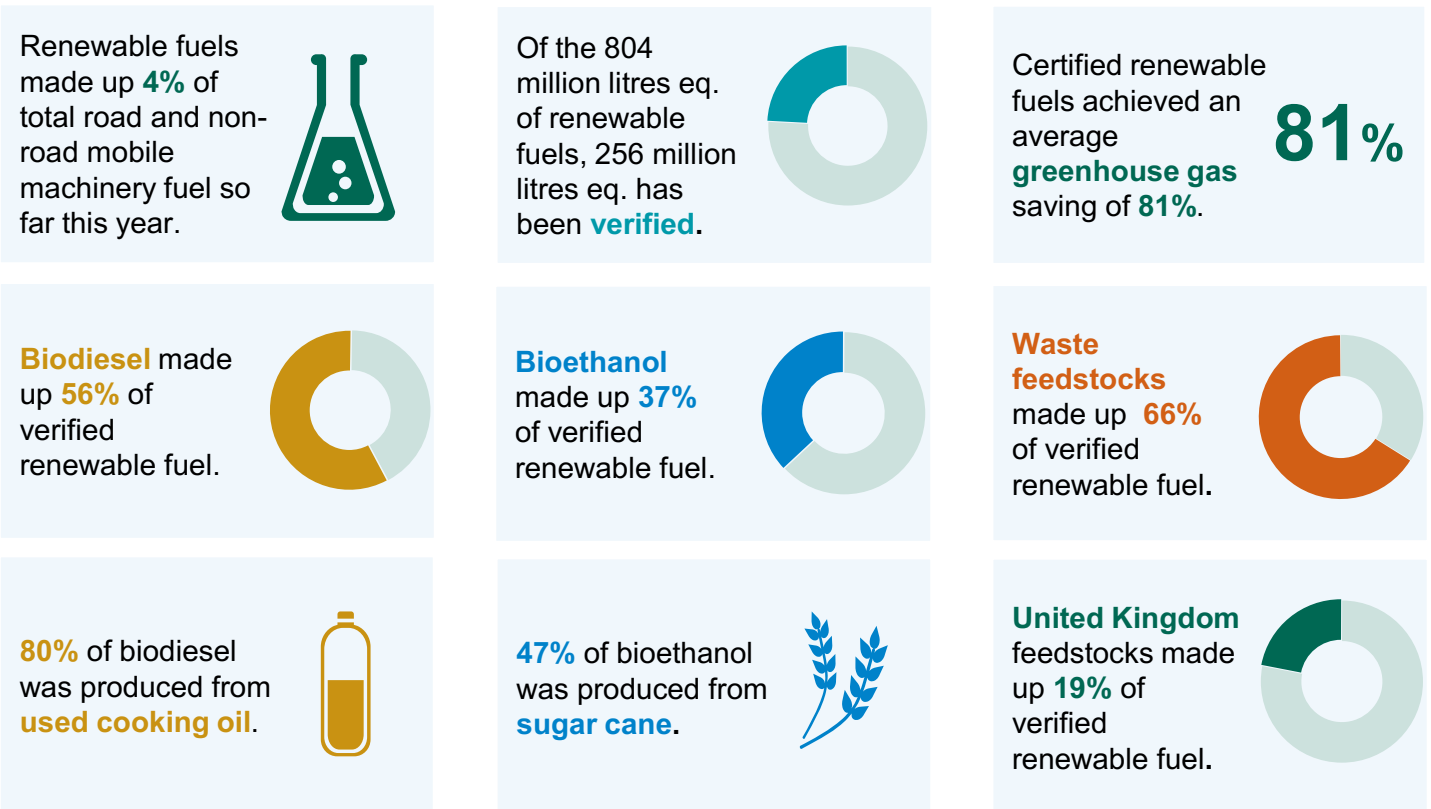 Renewable fuels
made up 4% of
total road and non-
road mobile
machinery fuel so
far this year.
Of the 804
million litres eq.
of renewable
fuels, 256 million
litres eq. has
been verified.
Certified renewable
fuels achieved an
average
greenhouse gas
saving of 81%.
81%
Biodiesel made
up 56% of
verified
renewable fuel.
Bioethanol
made up 37%
of verified
renewable fuel.
Waste
feedstocks
made up 66%
of verified
renewable fuel.
80% of biodiesel
was produced from
used cooking oil.
47% of bioethanol
was produced from
sugar cane.
United Kingdom
feedstocks made
up 19% of
verified
renewable fuel.